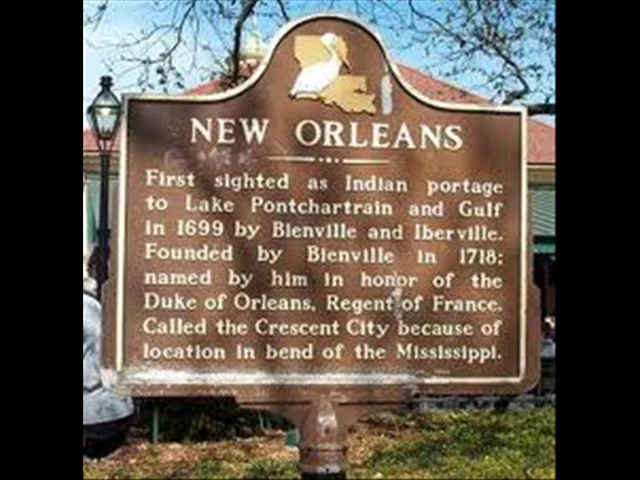 NEW ORLEANS
First sighted as Indian portage
to Lake Pontchartrain and Gulf
in 1699 by Bienville and Iberville.
Founded by Bienville in 1718;
named by him in honor of the
Duke of Orleans, Regent of France.
Called the Crescent City because of
location in bend of the Mississippi.